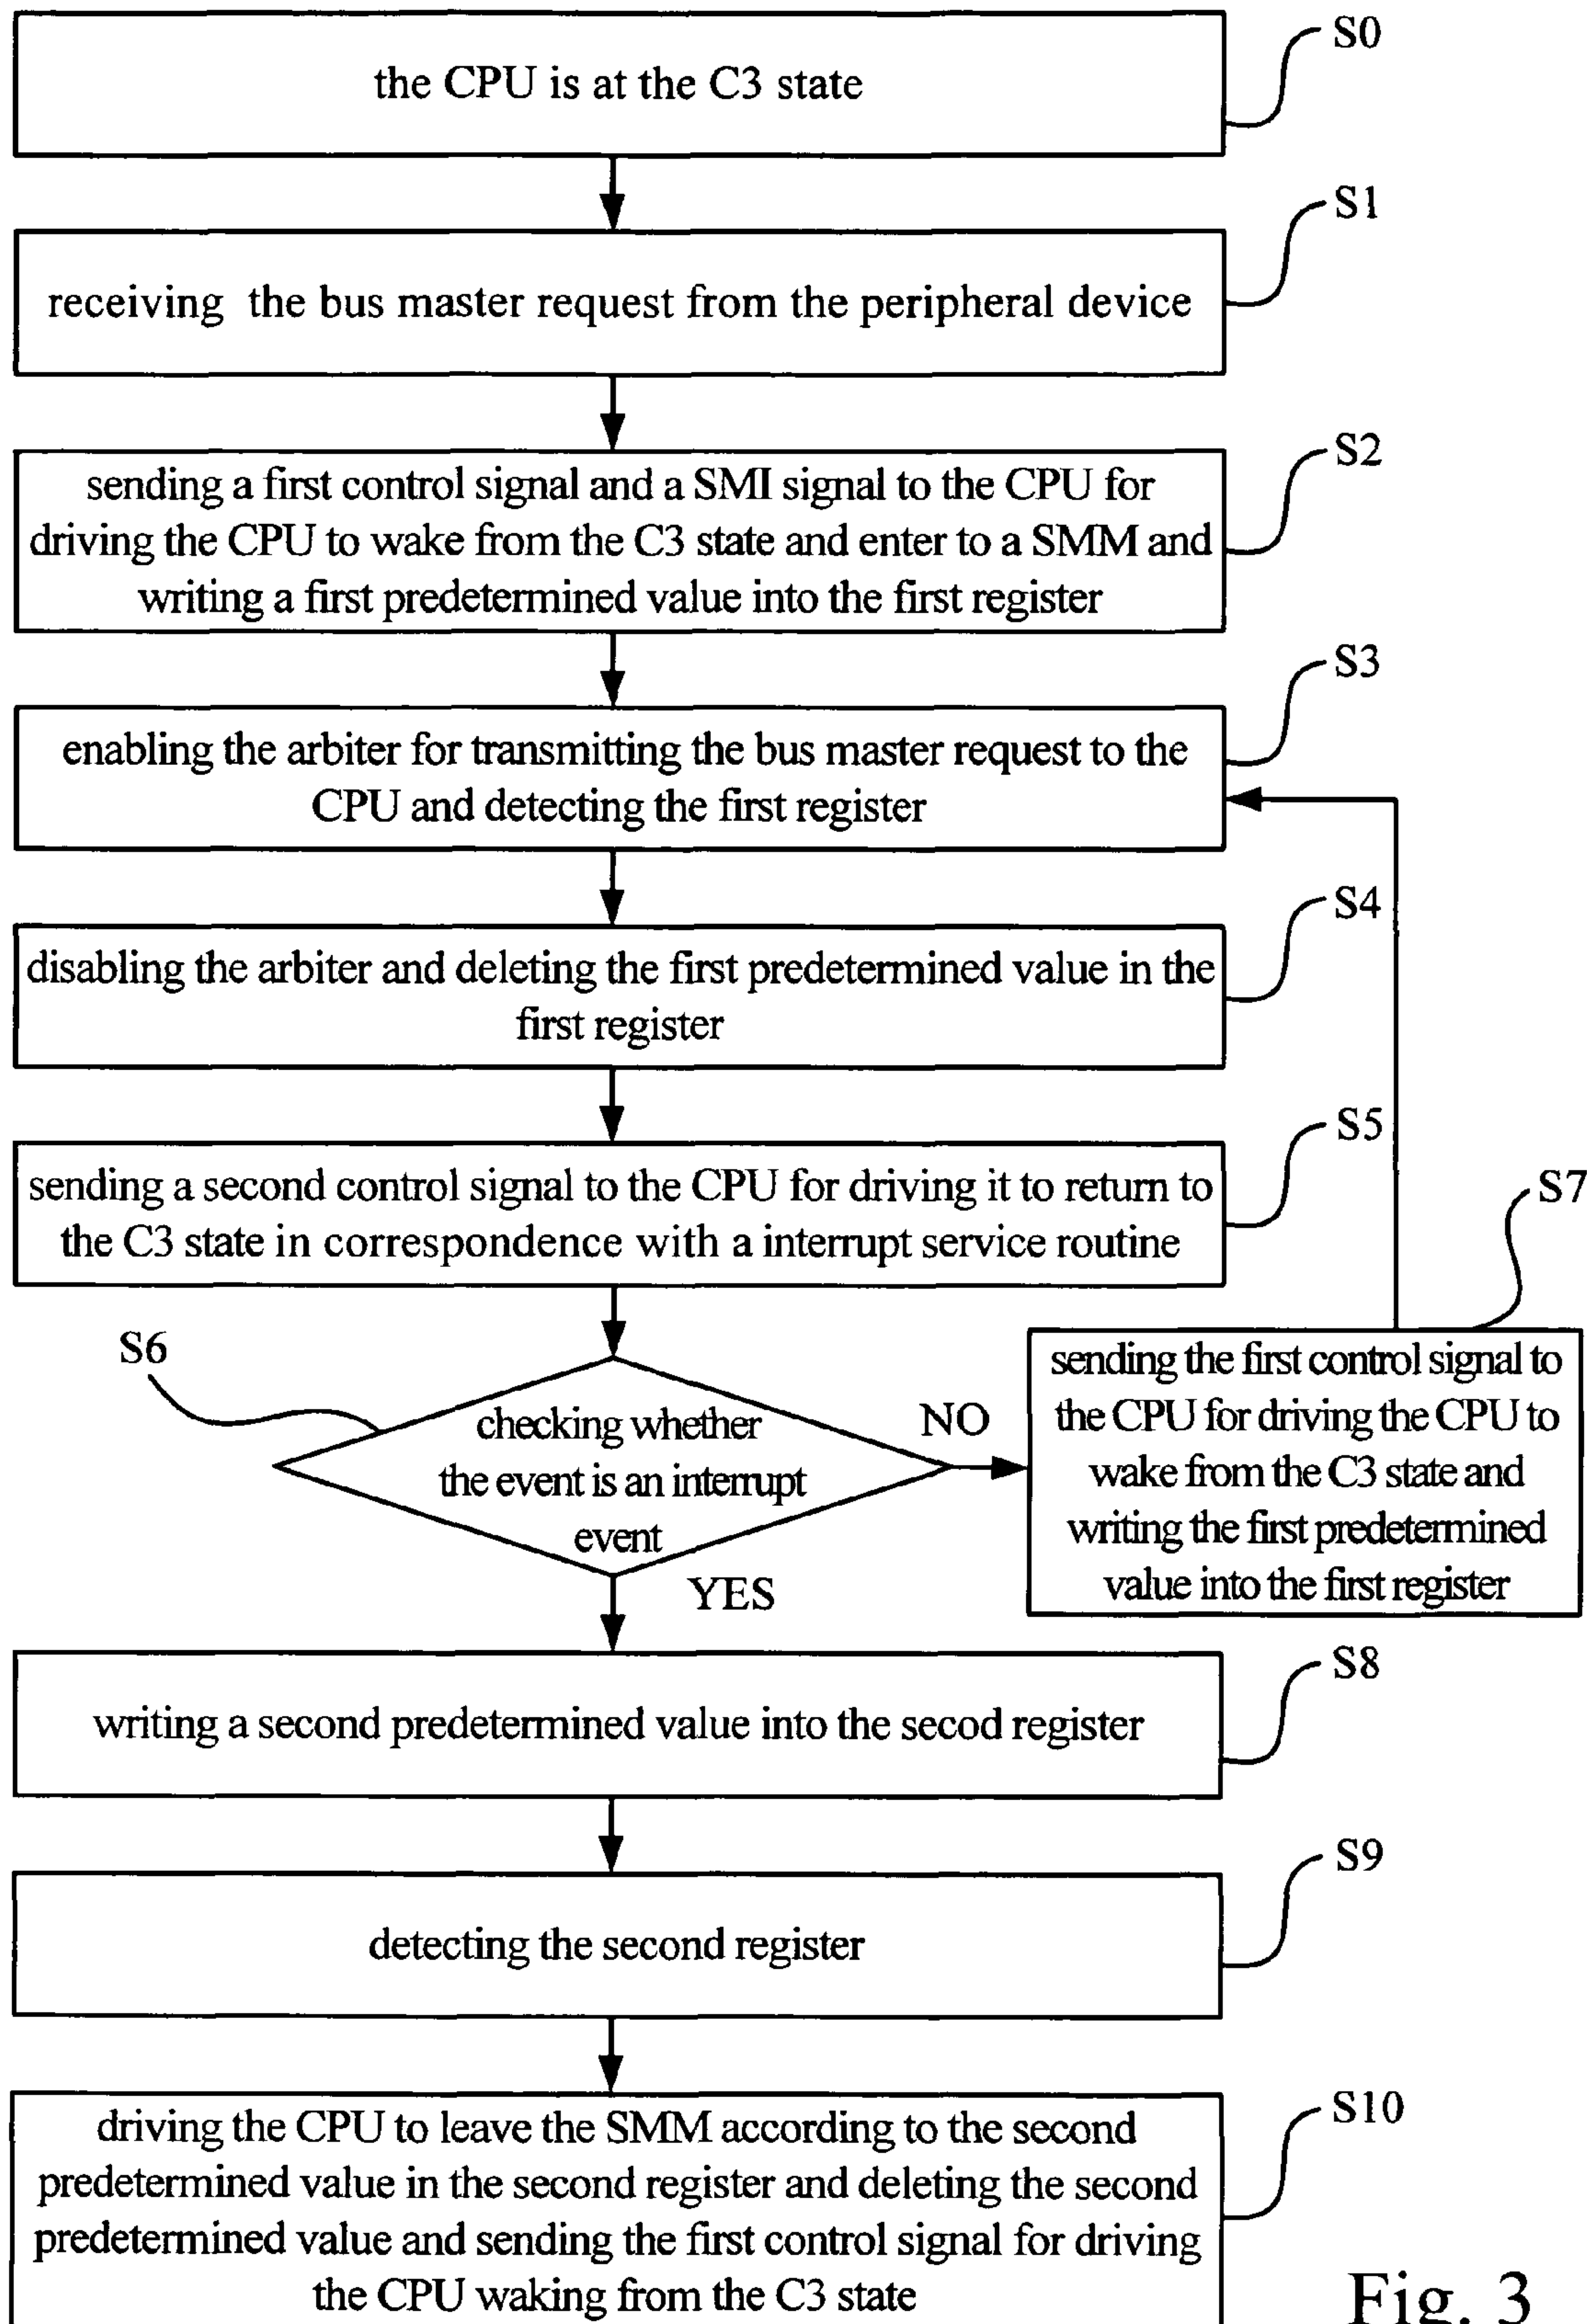 the CPU is at the C3 state
S0
receiving the bus master request from the peripheral device
S1
sending a first control signal and a SMI signal to the CPU for
driving the CPU to wake from the C3 state and enter to a SMM and
writing a first predetermined value into the first register
S2
enabling the arbiter for transmitting the bus master request to the
CPU and detecting the first register
S3
disabling the arbiter and deleting the first predetermined value in the
first register
S4
sending a second control signal to the CPU for driving it to return to
the C3 state in correspondence with a interrupt service routine
S5
S6
checking whether
the event is an interrupt
event
NO
YES
S7
sending the first control signal to
the CPU for driving the CPU to
wake from the C3 state and
writing the first predetermined
value into the first register
writing a second predetermined value into the secod register
S8
detecting the second register
S9
driving the CPU to leave the SMM according to the second
predetermined value in the second register and deleting the second
predetermined value and sending the first control signal for driving
the CPU waking from the C3 state
S10
Fig. 3